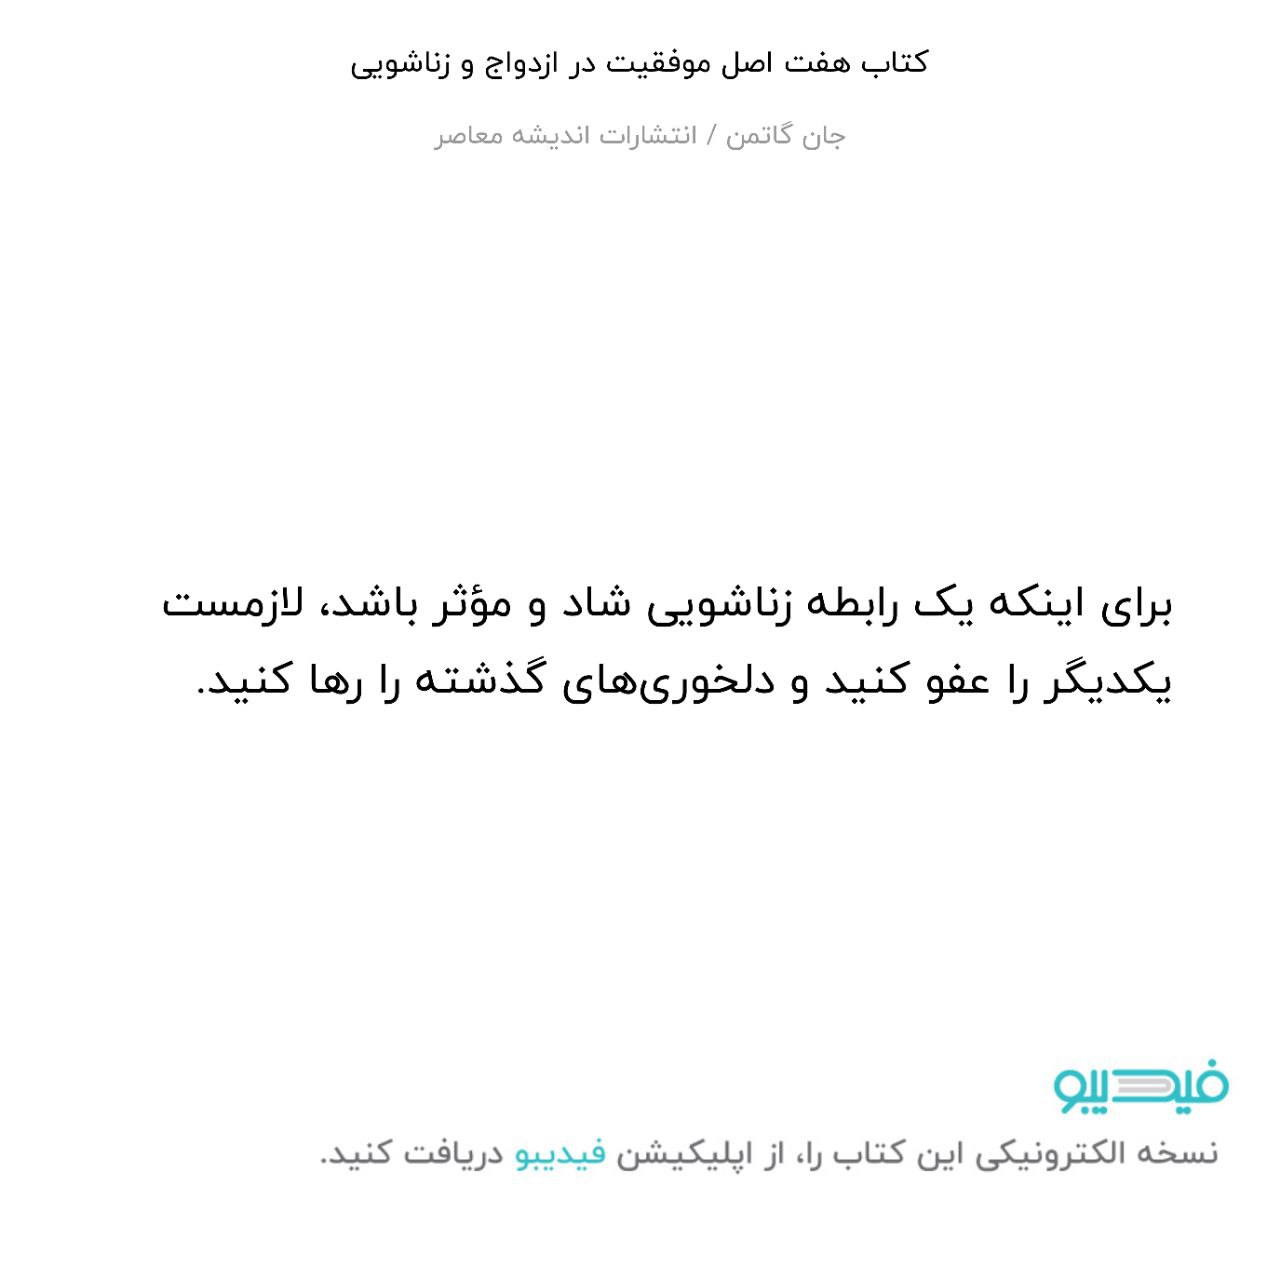 کتاب هفت اصل موفقیت در ازدواج و زناشویی
جان گاتمن / انتشارات اندیشه معاصر
برای اینکه یک رابطه زناشویی شاد و مؤثر باشد، لازمست
یکدیگر را عفو کنید و دلخوری‌های گذشته را رها کنید.
فیدیبو
نسخه الکترونیکی این کتاب را، از اپلیکیشن فیدیبو دریافت کنید.